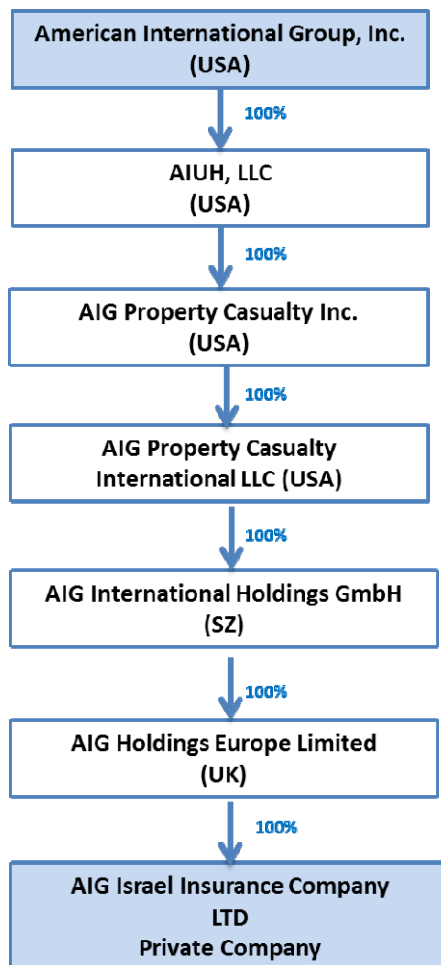 American International Group, Inc.
(USA)
100%
AIUH, LLC
(USA)
100%
AIG Property Casualty Inc.
(USA)
100%
AIG Property Casualty
International LLC (USA)
100%
AIG International Holdings GmbH
(SZ)
100%
AIG Holdings Europe Limited
(UK)
100%
AIG Israel Insurance Company
LTD
Private Company